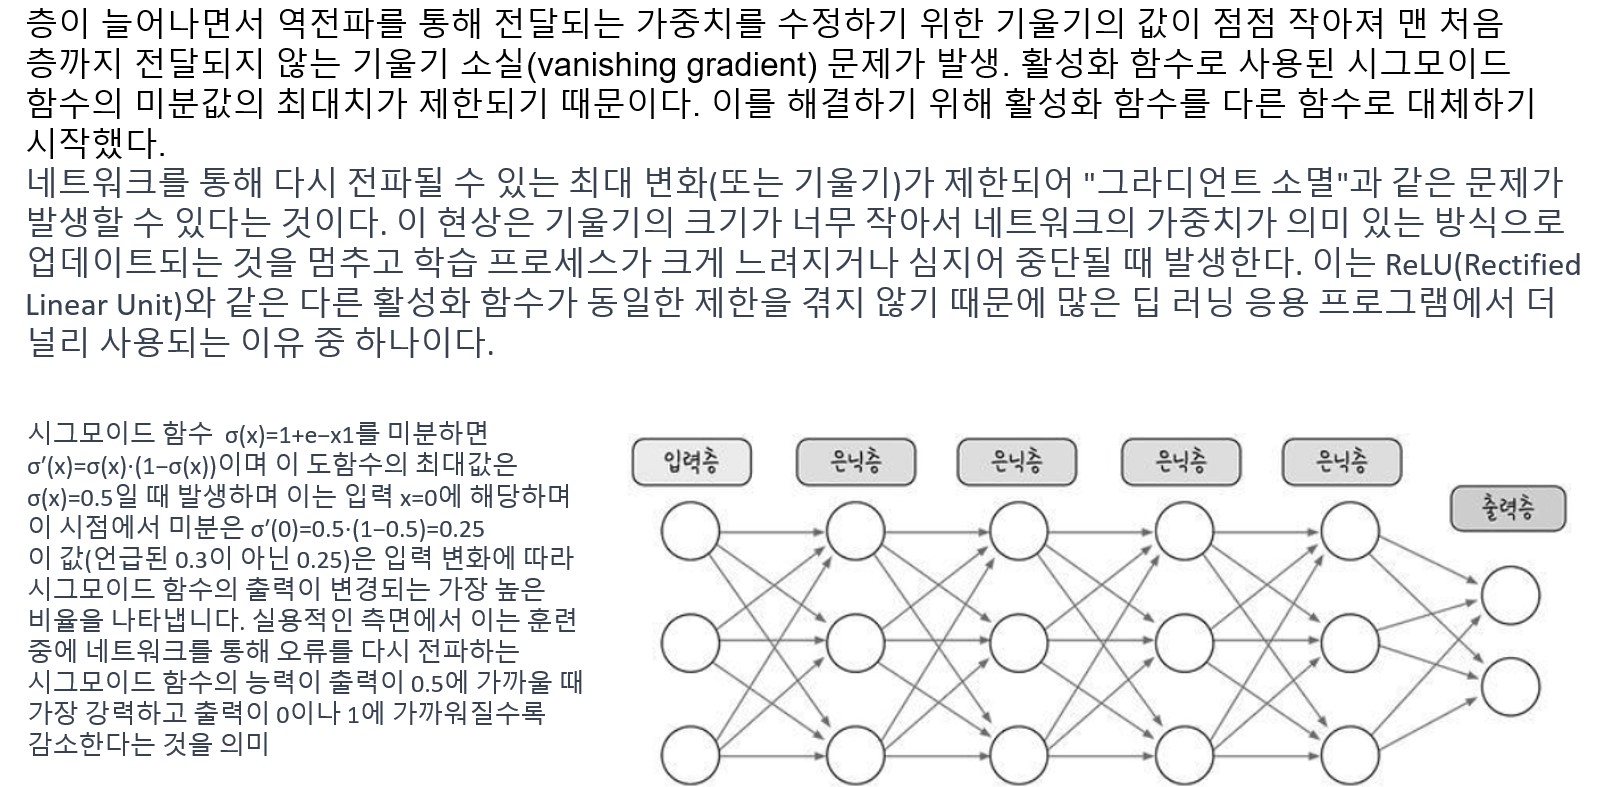 층이 늘어나면서 역전파를 통해 전달되는 가중치를 수정하기 위한 기울기의 값이 점점 작아져 맨 처음
층까지 전달되지 않는 기울기 소실(vanishing gradient) 문제가 발생. 활성화 함수로 사용된 시그모이드
함수의 미분값의 최대치가 제한되기 때문이다. 이를 해결하기 위해 활성화 함수를 다른 함수로 대체하기
시작했다.
네트워크를 통해 다시 전파될 수 있는 최대 변화(또는 기울기)가 제한되어 "그라디언트 소멸"과 같은 문제가
발생할 수 있다는 것이다. 이 현상은 기울기의 크기가 너무 작아서 네트워크의 가중치가 의미 있는 방식으로
업데이트되는 것을 멈추고 학습 프로세스가 크게 느려지거나 심지어 중단될 때 발생한다. 이는 ReLU(Rectified
Linear Unit)와 같은 다른 활성화 함수가 동일한 제한을 겪지 않기 때문에 많은 딥 러닝 응용 프로그램에서 더
널리 사용되는 이유 중 하나이다.
시그모이드 함수 σ(x)=1+e−x1를 미분하면
σ′(x)=σ(x)·(1−σ(x))이며 이 도함수의 최대값은
σ(x)=0.5일 때 발생하며 이는 입력 x=0에 해당하며
이 시점에서 미분은 σ′(0)=0.5·(1−0.5)=0.25
이 값(언급된 0.3이 아닌 0.25)은 입력 변화에 따라
시그모이드 함수의 출력이 변경되는 가장 높은
비율을 나타냅니다. 실용적인 측면에서 이는 훈련
중에 네트워크를 통해 오류를 다시 전파하는
시그모이드 함수의 능력이 출력이 0.5에 가까울 때
가장 강력하고 출력이 0이나 1에 가까워질수록
감소한다는 것을 의미
입력층
은닉층
은닉층
은닉층
은닉층
출력층